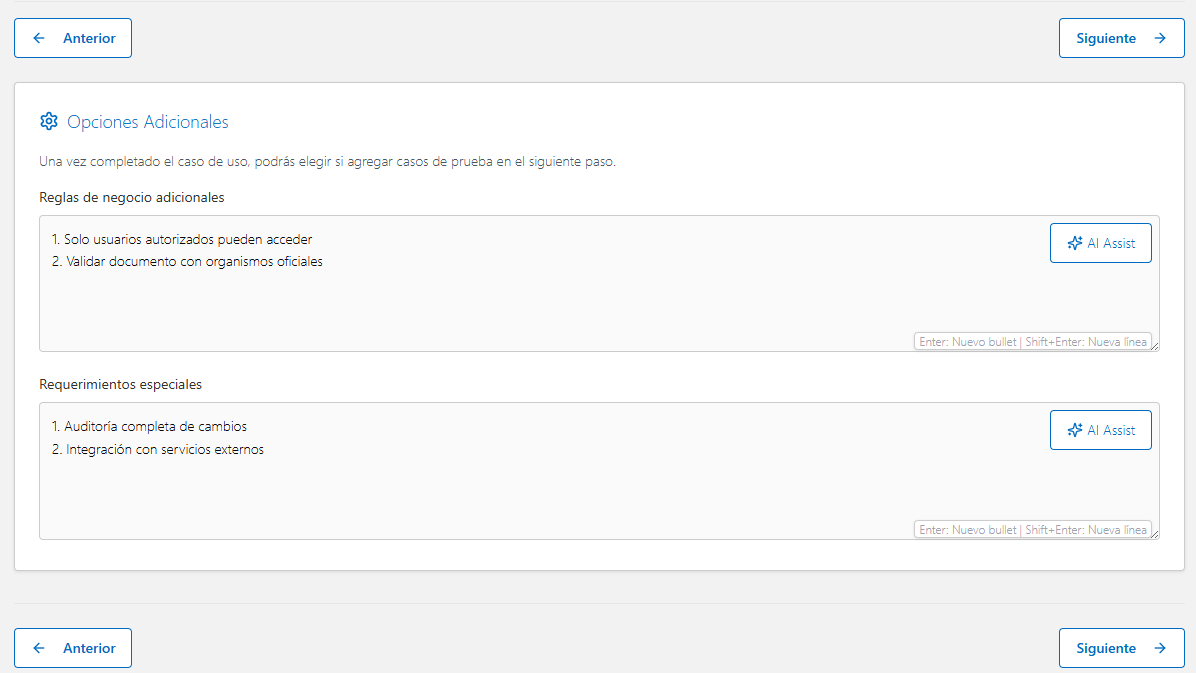 Anterior
Siguiente
Opciones Adicionales
Una vez completado el caso de uso, podrás elegir si agregar casos de prueba en el siguiente paso.
Reglas de negocio adicionales
1. Solo usuarios autorizados pueden acceder
AI Assist
2. Validar documento con organismos oficiales
Enter: Nuevo bullet | Shift+Enter: Nueva línea
Requerimientos especiales
1. Auditoría completa de cambios
AI Assist
2. Integración con servicios externos
Enter: Nuevo bullet | Shift+Enter: Nueva línea
Anterior
Siguiente